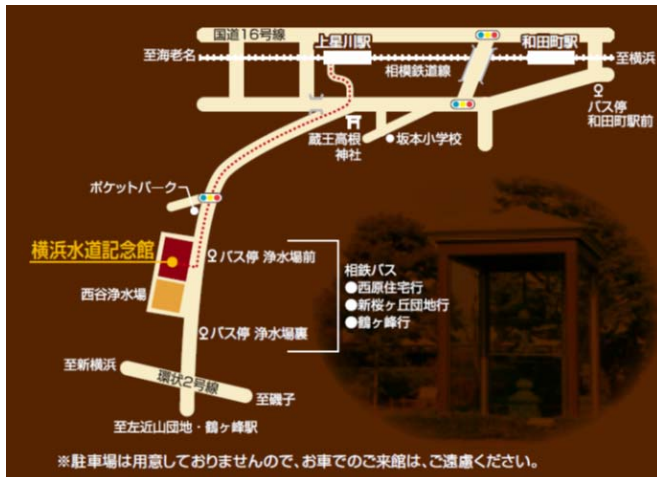 国道16号線
上星川駅
和田町駅
至海老名
相模鉄道線
至横浜
バス停
和田町駅前
蔵王高根
神社
坂本小学校
ポケットパーク
横浜水道記念館
バス停 浄水場前
西谷浄水場
相鉄バス
●西原住宅行
●新桜ヶ丘団地行
●鶴ヶ峰行
バス停 浄水場裏
至新横浜
環状2号線
至磯子
至左近山団地・鶴ヶ峰駅
※駐車場は用意しておりませんので、お車でのご来館は、ご遠慮ください。